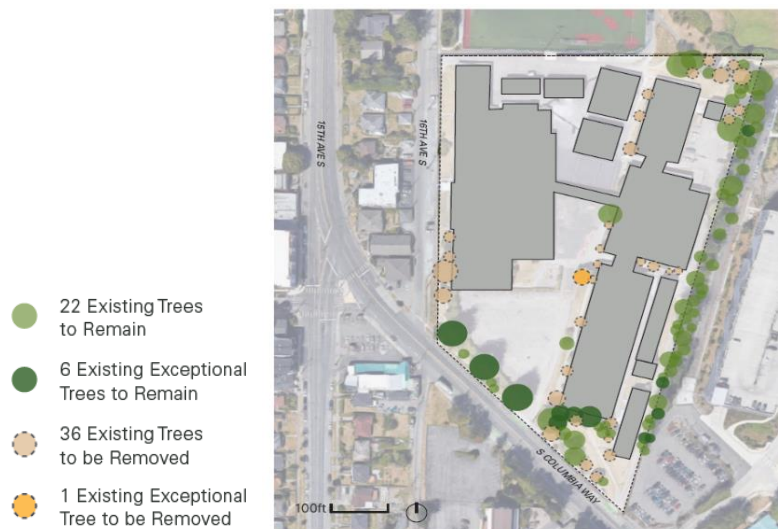 22 Existing Trees
to Remain
6 Existing Exceptional
Trees to Remain
36 Existing Trees
to be Removed
1 Existing Exceptional
Tree to be Removed
15TH AVE S
16TH AVE S
S COLUMBIA WAY
100ft